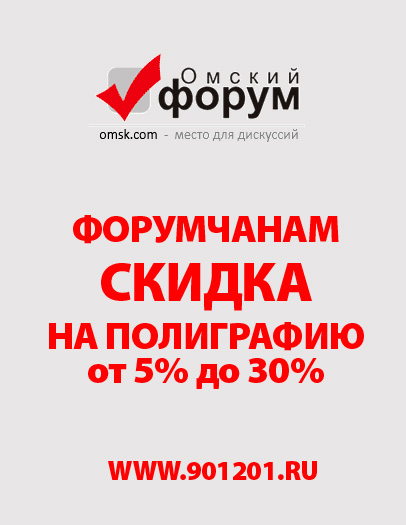 Омский
форум
omsk.com - место для дискуссий
ФОРУМЧАНАМ
СКИДКА
НА ПОЛИГРАФИЮ
от 5% до 30%
WWW.901201.RU